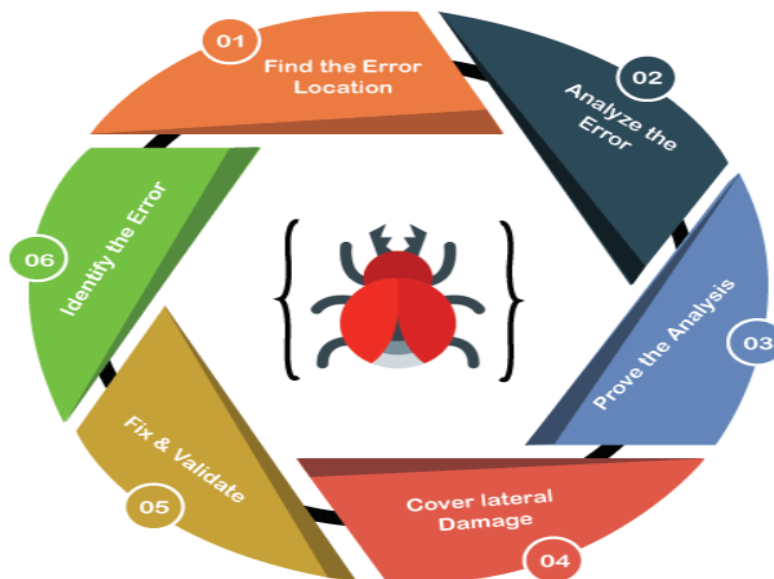 01
Find the Error
Location
02
Analyze the
Error
03
Prove the Analysis
04
Cover lateral
Damage
05
Fix & Validate
06
Identify the Error
{ }